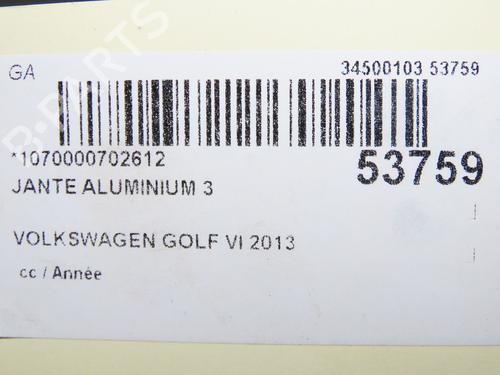 GA
34500103 53759
*1070000702612
53759
JANTE ALUMINIUM 3
VOLKSWAGEN GOLF VI 2013
cc / Année
B-PARTS